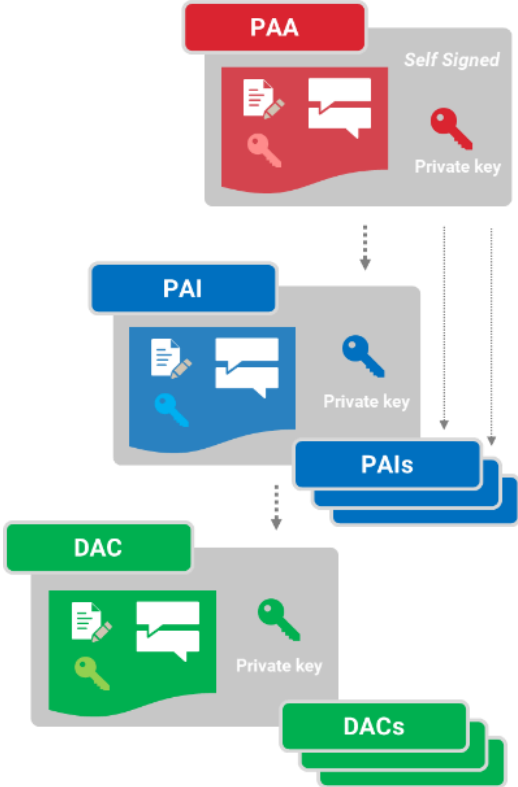 PAA
Self Signed
Private key
PAI
Private key
PAIs
DAC
Private key
DACs